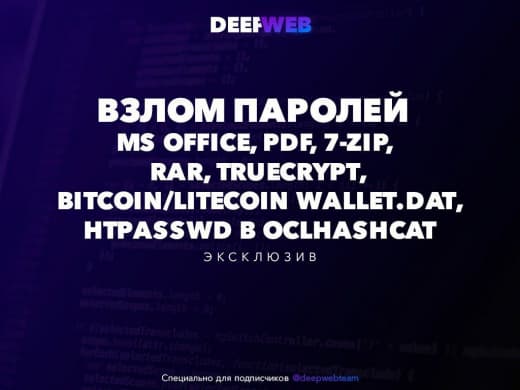 DEEPWEB
ВЗЛОМ ПАРОЛЕЙ
MS OFFICE, PDF, 7-ZIP,
RAR, TRUECRYPT,
BITCOIN/LITECOIN WALLET.DAT,
HTPASSWD В OCLHASHCAT
ЭКСКЛЮЗИВ
Специально для подписчиков @deepwebteam